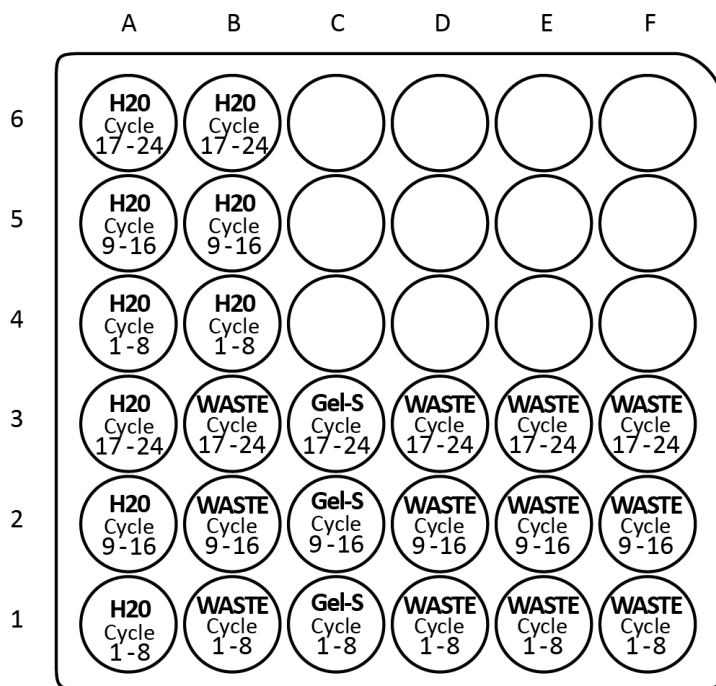 A B C D E F
6
H20 H20
Cycle Cycle
17-24 17-24
5
H20 H20
Cycle Cycle
9-16 9-16
4
H20 H20
Cycle Cycle
1-8 1-8
3
H20 WASTE Gel-S WASTE WASTE WASTE
Cycle Cycle Cycle Cycle Cycle Cycle
17-24 17-24 17-24 17-24 17-24 17-24
2
H20 WASTE Gel-S WASTE WASTE WASTE
Cycle Cycle Cycle Cycle Cycle Cycle
9-16 9-16 9-16 9-16 9-16 9-16
1
H20 WASTE Gel-S WASTE WASTE WASTE
Cycle Cycle Cycle Cycle Cycle Cycle
1-8 1-8 1-8 1-8 1-8 1-8